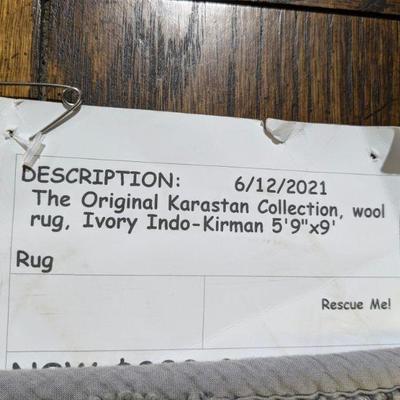 DESCRIPTION: 6/12/2021
The Original Karastan Collection, wool
rug, Ivory Indo-Kirman 5'9"x9'
Rug
Rescue Me!
NOW